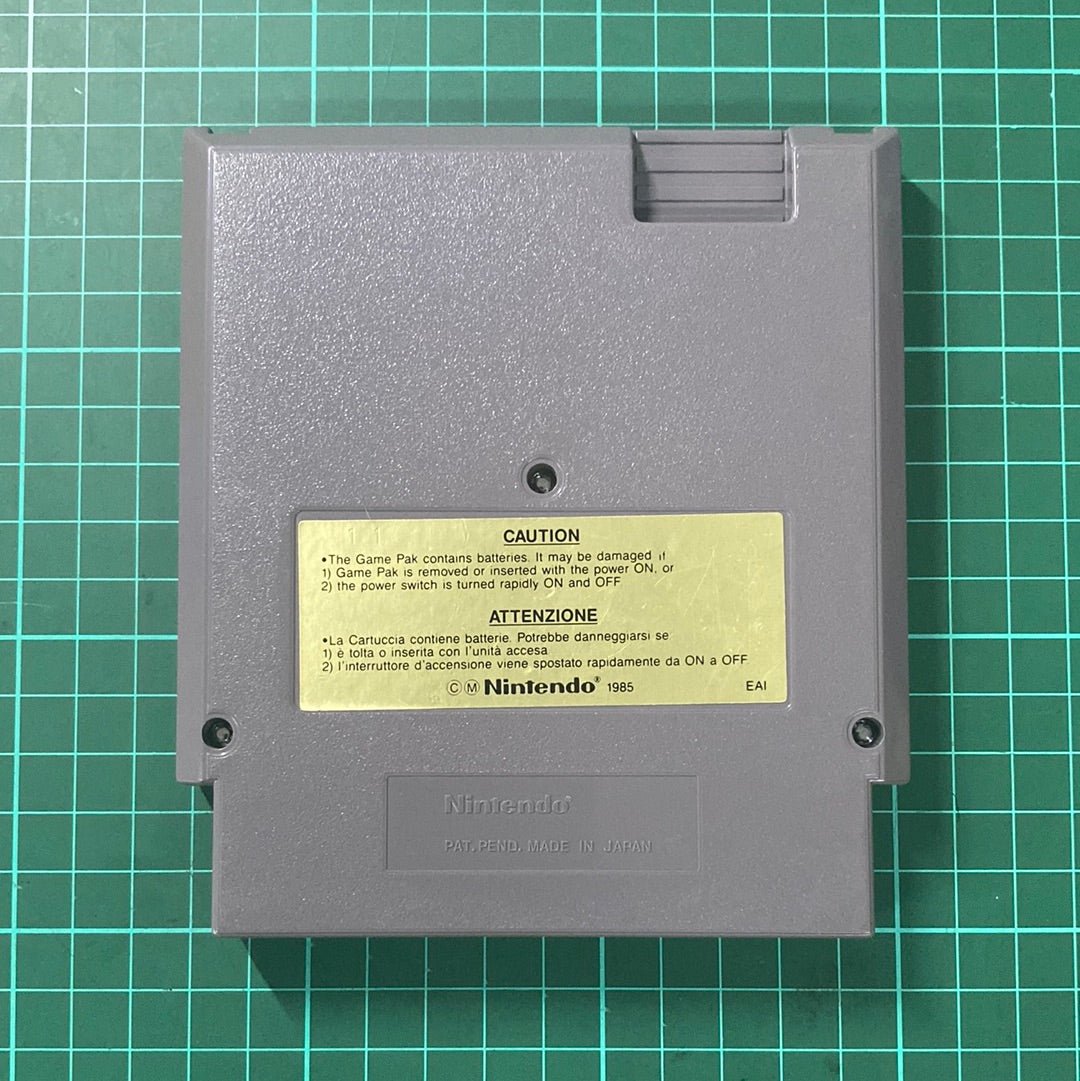 1 1
CAUTION
•The Game Pak contains batteries. It may be damaged if
1) Game Pak is removed or inserted with the power ON, or
2) the power switch is turned rapidly ON and OFF
ATTENZIONE
•La Cartuccia contiene batterie. Potrebbe danneggiarsi se
1) è tolta o inserita con l'unità accesa
2) l'interruttore d'accensione viene spostato rapidamente da ON a OFF
Ⓒ Ⓜ Nintendo® 1985 EAI
Nintendo®
PAT. PEND. MADE IN JAPAN